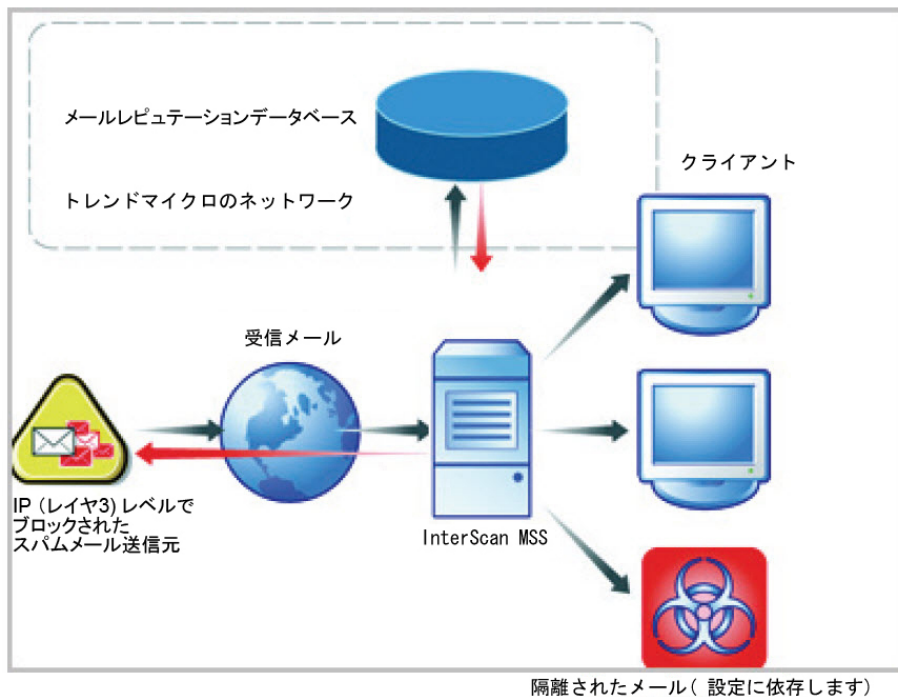 メールレピュテーションデータベース
トレンドマイクロのネットワーク
クライアント
受信メール
IP (レイヤ3) レベルで
ブロックされた
スパムメール送信元
InterScan MSS
隔離されたメール( 設定に依存します)